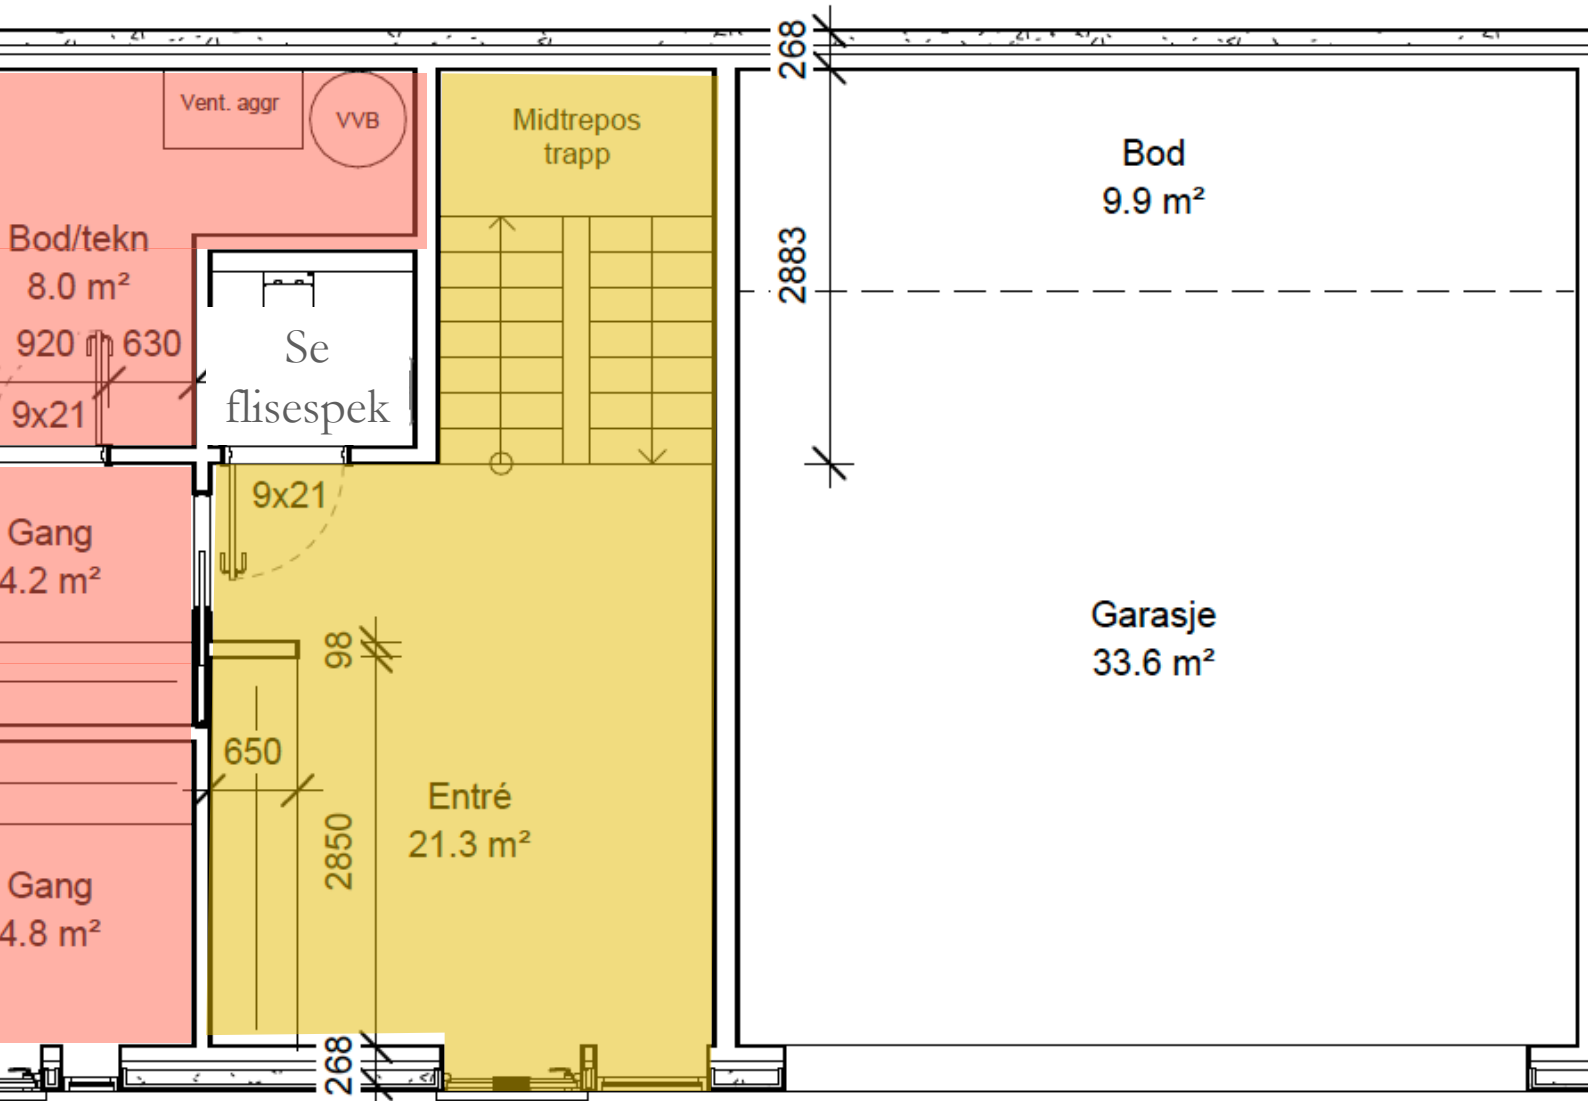 268
Vent. aggr
VVB
Midtrepos
trapp
Bod
9.9 m²
Bod/tekn
8.0 m²
2883
920
630
Se
flisespek
9x21
9x21
Gang
4.2 m²
98
Garasje
33.6 m²
650
Entré
21.3 m²
2850
Gang
4.8 m²
268